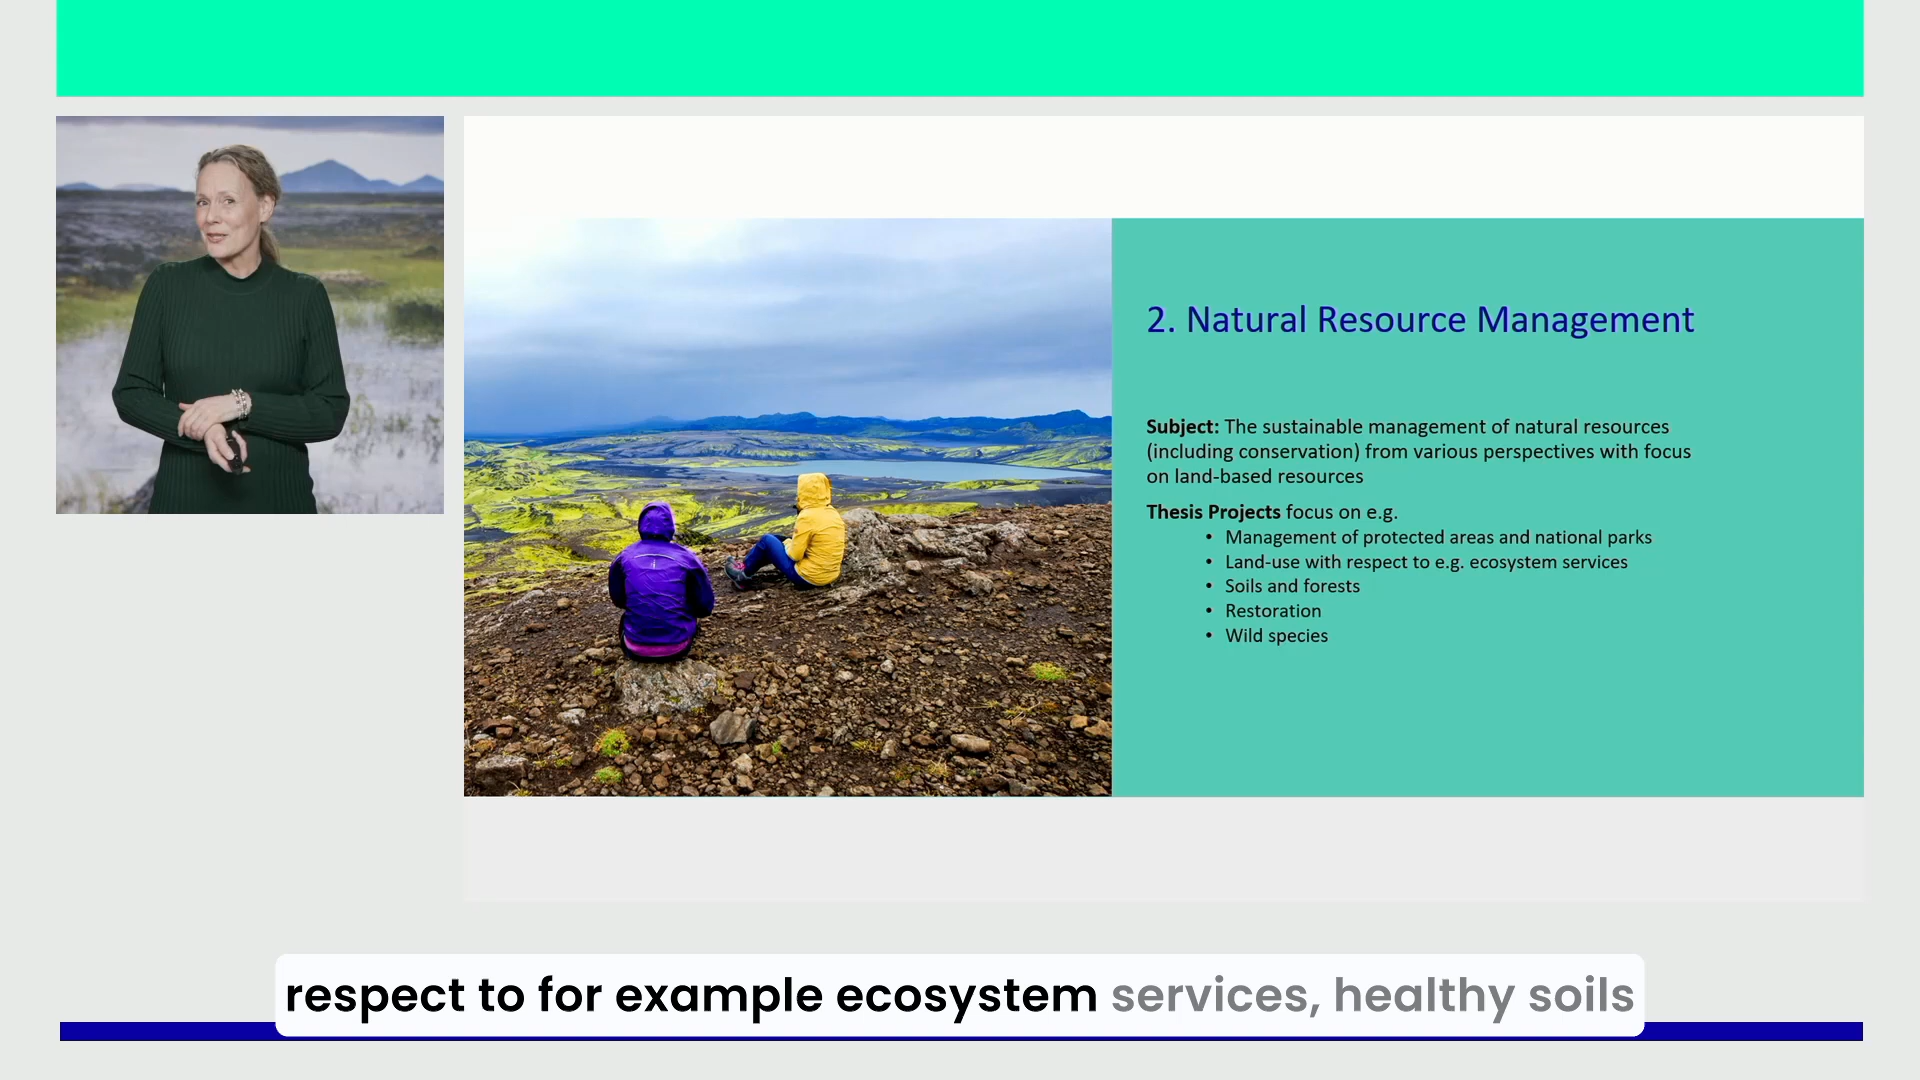 2. Natural Resource Management
Subject: The sustainable management of natural resources
(including conservation) from various perspectives with focus
on land-based resources
Thesis Projects focus on e.g.
• Management of protected areas and national parks
• Land-use with respect to e.g. ecosystem services
• Soils and forests
• Restoration
• Wild species
respect to for example ecosystem services, healthy soils